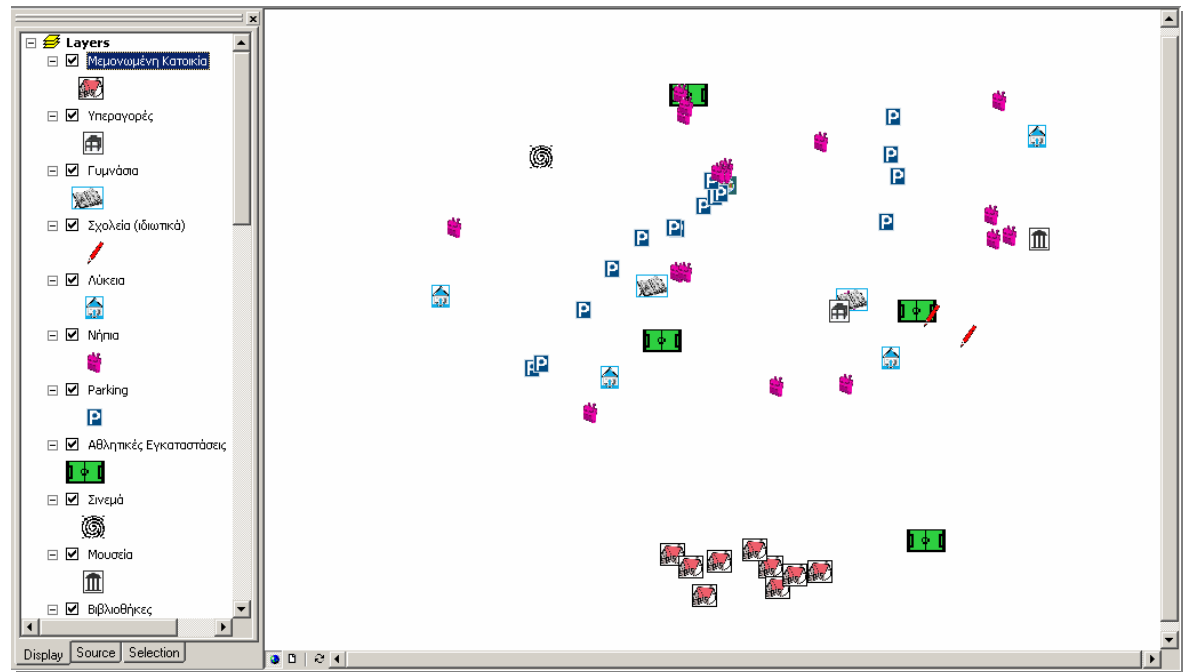 Layers
Μεμονωμένη Κατοικία
Υπεραγορές
Γυμνάσια
Σχολεία (ιδιωτικά)
Λύκεια
Νήπια
Parking
P
Αθλητικές Εγκαταστάσεις
Σινεμά
Μουσεία
Βιβλιοθήκες
Display Source Selection
P
P
P
P
P
P
P
P
P
P
P
P
P
P